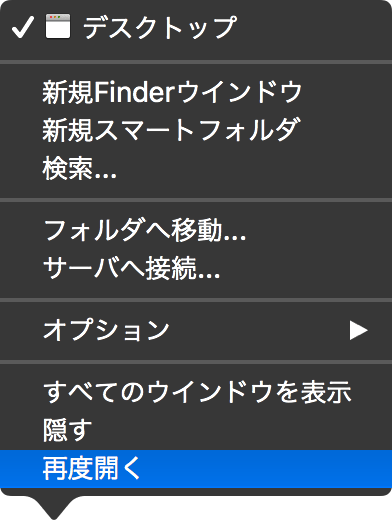 デスクトップ
新規Finderウインドウ
新規スマートフォルダ
検索...
フォルダへ移動...
サーバへ接続...
オプション
すべてのウインドウを表示
隠す
再度開く